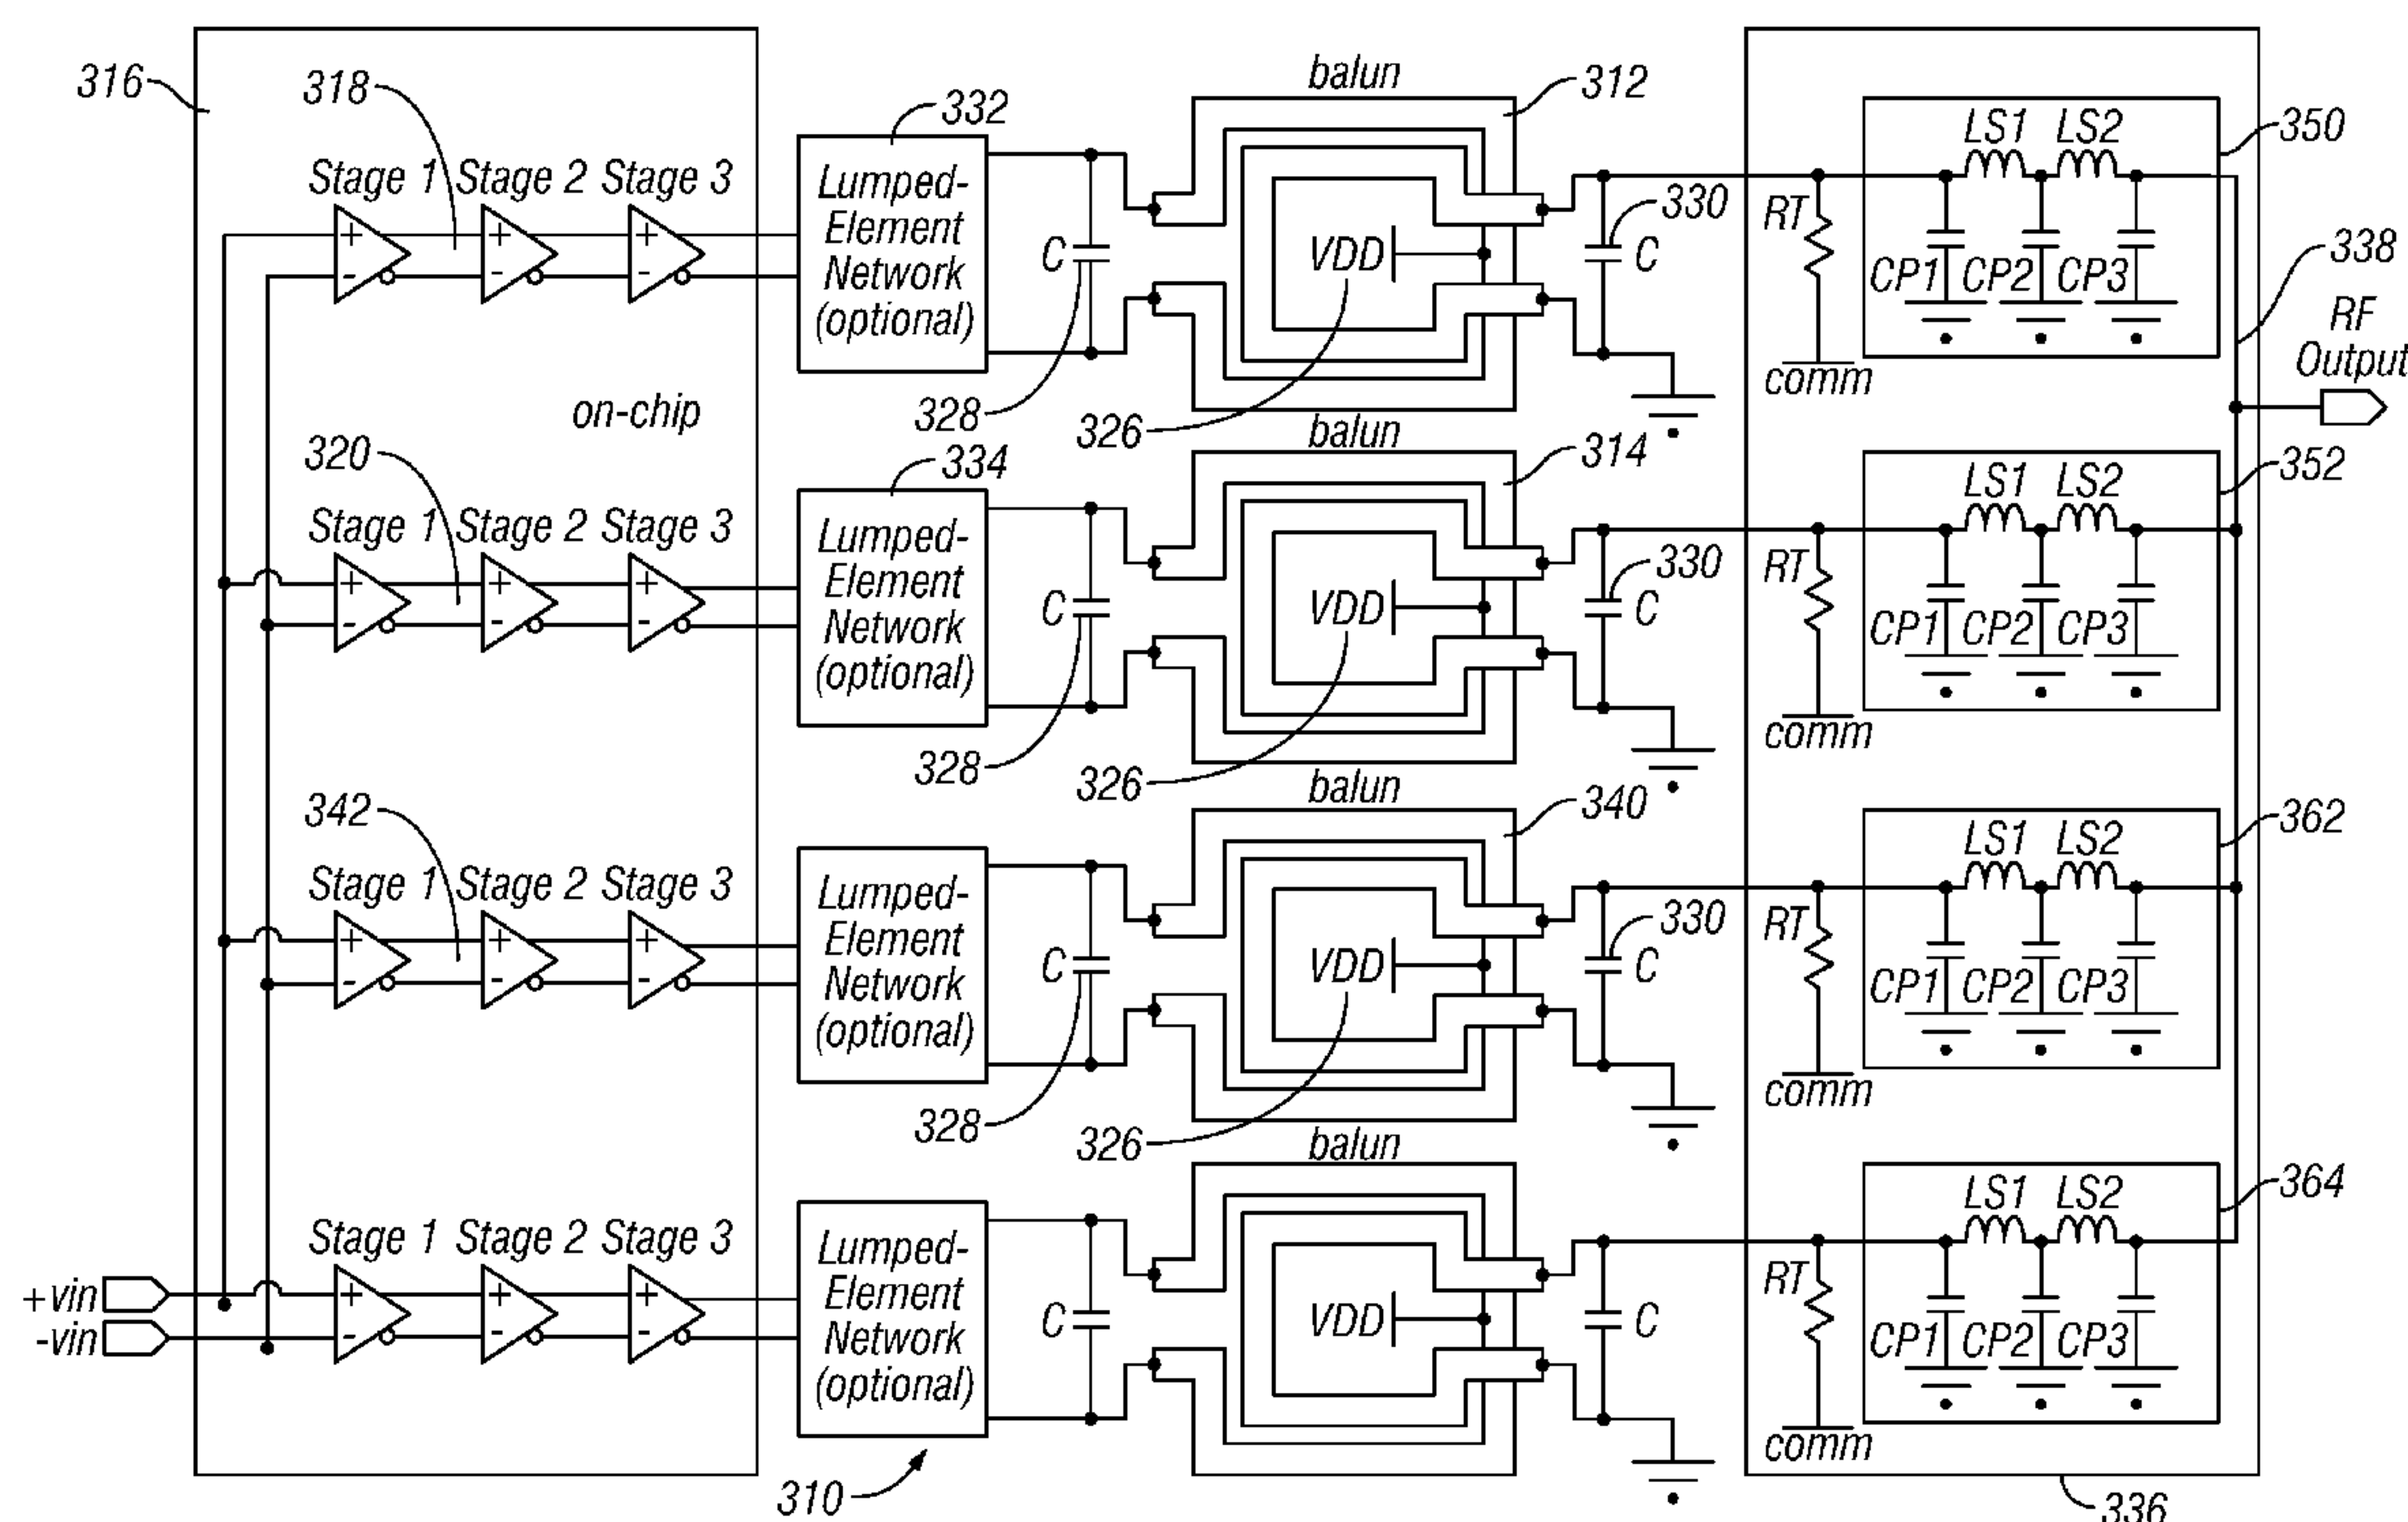 316
318
Stage 1 Stage 2 Stage 3
+ + +
- - -
332
Lumped-
Element
Network
(optional)
C
328
balun
312
VDD
326
330
C
RT
comm
LS1 LS2
CP1 CP2 CP3
350
338
RF
Output
on-chip
320
Stage 1 Stage 2 Stage 3
+ + +
- - -
334
Lumped-
Element
Network
(optional)
C
328
balun
314
VDD
326
330
C
RT
comm
LS1 LS2
CP1 CP2 CP3
352
342
Stage 1 Stage 2 Stage 3
+ + +
- - -
Lumped-
Element
Network
(optional)
C
328
balun
340
VDD
326
330
C
RT
comm
LS1 LS2
CP1 CP2 CP3
362
+vin
-vin
Stage 1 Stage 2 Stage 3
+ + +
- - -
Lumped-
Element
Network
(optional)
310
C
balun
VDD
C
RT
comm
LS1 LS2
CP1 CP2 CP3
364
336